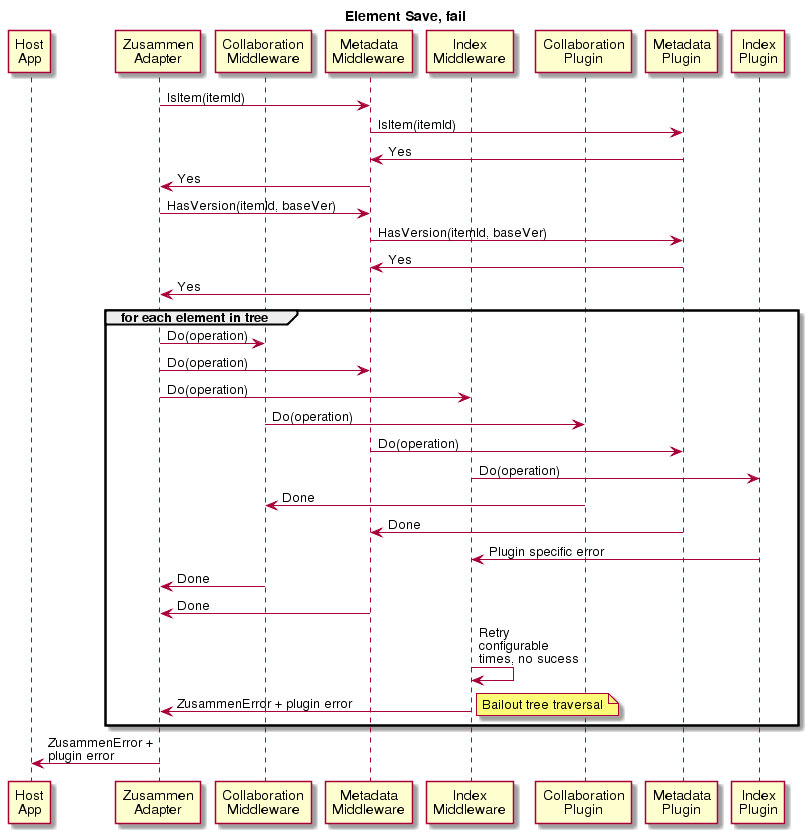 Element Save, fail
Host
App
Zusammen
Adapter
Collaboration
Middleware
Metadata
Middleware
Index
Middleware
Collaboration
Plugin
Metadata
Plugin
Index
Plugin
IsItem(itemId)
IsItem(itemId)
Yes
Yes
HasVersion(itemId, baseVer)
HasVersion(itemId, baseVer)
Yes
Yes
for each element in tree
Do(operation)
Do(operation)
Do(operation)
Do(operation)
Do(operation)
Do(operation)
Done
Done
Plugin specific error
Done
Done
Retry
configurable
times, no sucess
ZusammenError + plugin error
Bailout tree traversal
ZusammenError +
plugin error
Host
App
Zusammen
Adapter
Collaboration
Middleware
Metadata
Middleware
Index
Middleware
Collaboration
Plugin
Metadata
Plugin
Index
Plugin